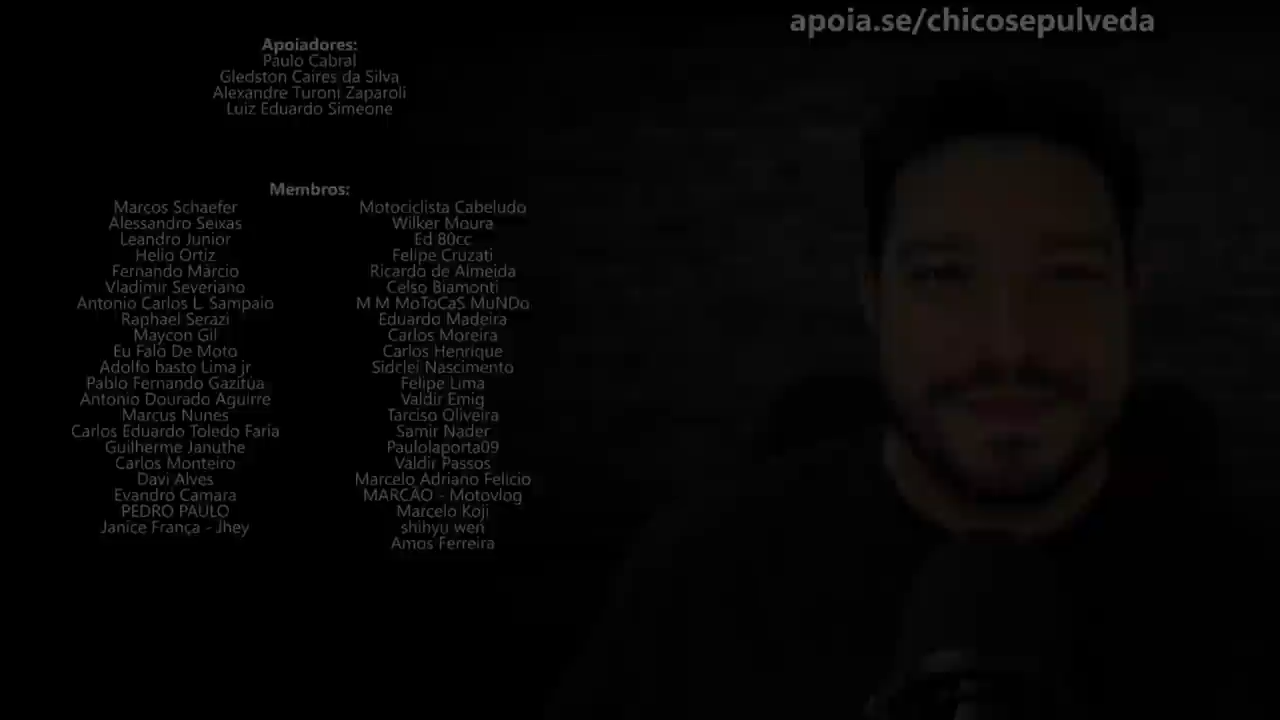 apoia.se/chicosepulveda
Apoiadores:
Paulo Cabral
Gledston Caires da Silva
Alexandre Turoni Zaparoli
Luiz Eduardo Simeone
Membros:
Marcos Schaefer
Alessandro Seixas
Leandro Junior
Helio Ortiz
Fernando Márcio
Vladimir Severiano
Antonio Carlos L. Sampaio
Raphael Serazi
Maycon Gil
Eu Falo De Moto
Adolfo basto Lima jr
Pablo Fernando Gazitúa
Antonio Dourado Aguirre
Marcus Nunes
Carlos Eduardo Toledo Faria
Guilherme Januthe
Carlos Monteiro
Davi Alves
Evandro Camara
PEDRO PAULO
Janice França - Jhey
Motociclista Cabeludo
Wilker Moura
Ed 80cc
Felipe Cruzati
Ricardo de Almeida
Celso Biamonti
M M MoToCaS MuNDo
Eduardo Madeira
Carlos Moreira
Carlos Henrique
Sidclei Nascimento
Felipe Lima
Valdir Emig
Tarciso Oliveira
Samir Nader
Paulolaporta09
Valdir Passos
Marcelo Adriano Felício
MARCÃO - Motovlog
Marcelo Koji
shihyu wen
Amos Ferreira